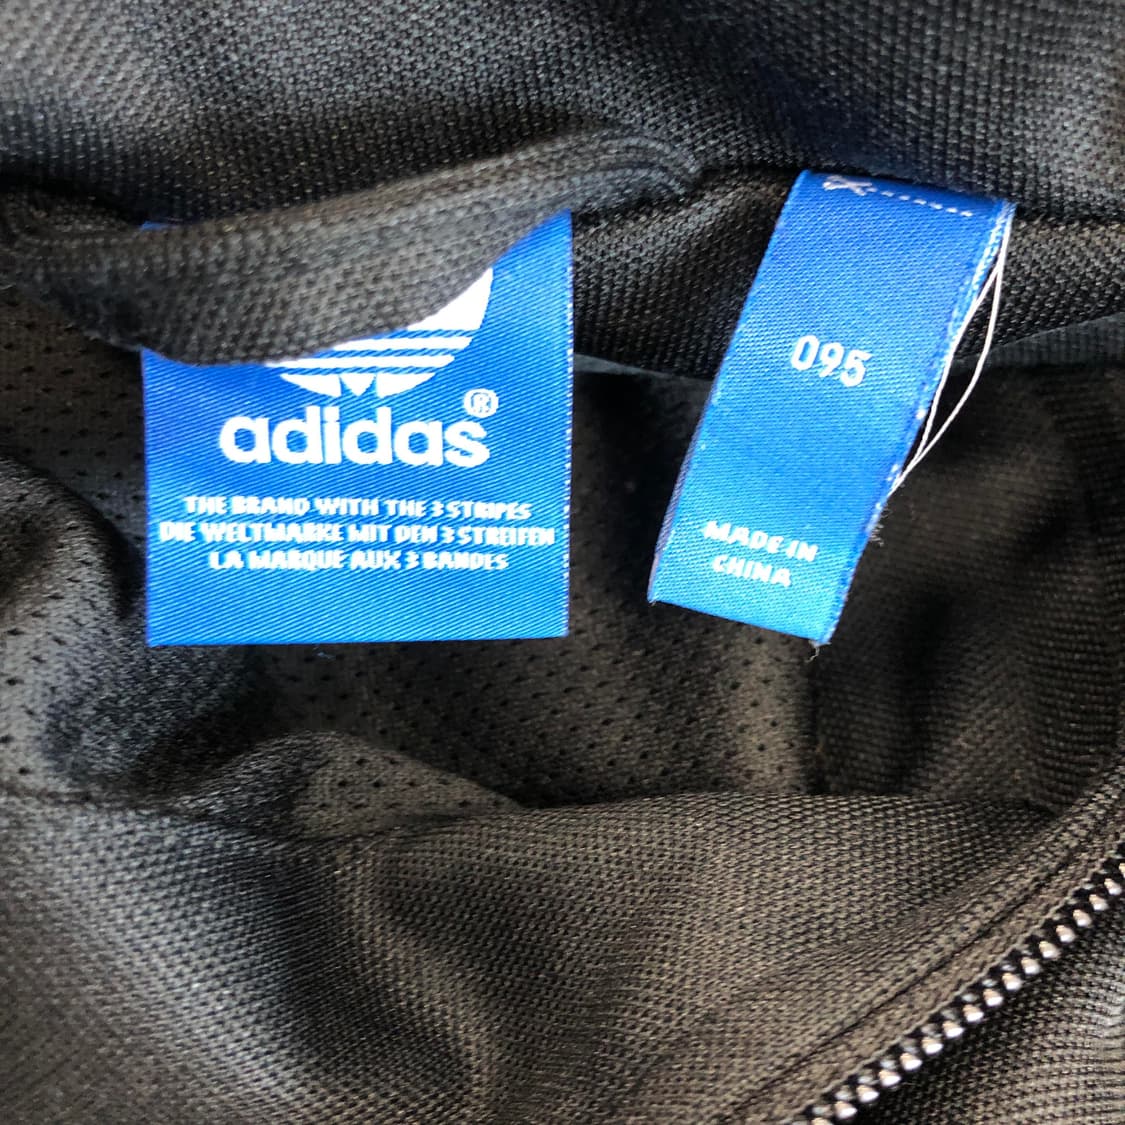 adidas®
THE BRAND WITH THE 3 STRIPES
DIE WELTMARKE MIT DEN 3 STREIFEN
LA MARQUE AUX 3 BANDES
095
MADE IN
CHINA